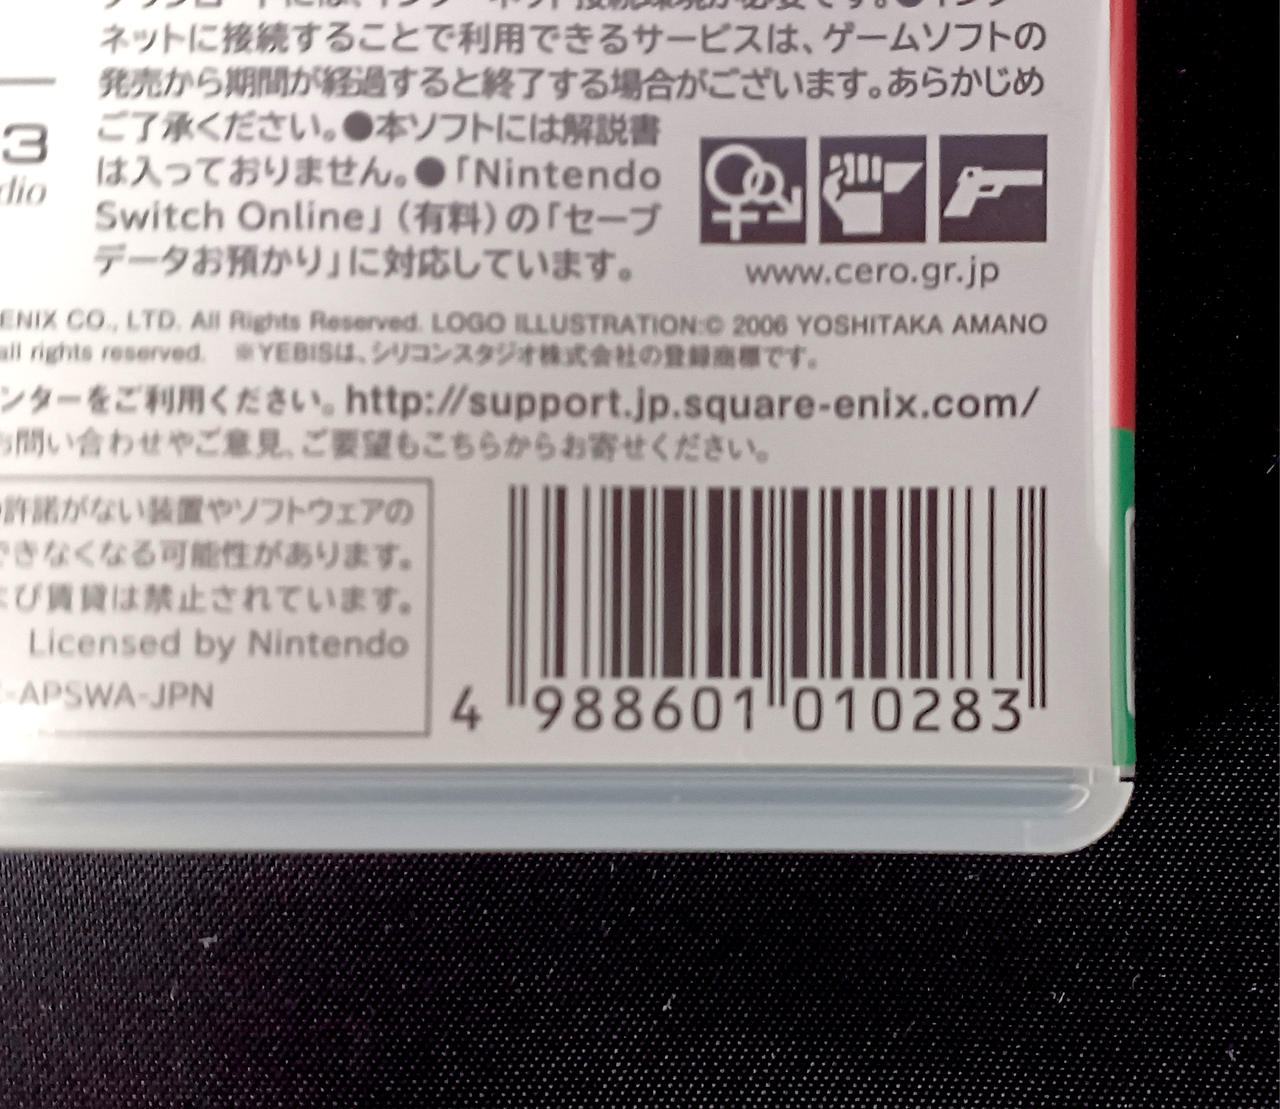 ネットに接続することで利用できるサービスは、ゲームソフトの
発売から期間が経過すると終了する場合がございます。あらかじめ
ご了承ください。●本ソフトには解説書
は入っておりません。●「Nintendo
Switch Online」（有料）の「セーブ
データお預かり」に対応しています。
3
dio
www.cero.gr.jp
ENIX CO., LTD. All Rights Reserved. LOGO ILLUSTRATION:© 2006 YOSHITAKA AMANO
all rights reserved. ※YEBISは、シリコンスタジオ株式会社の登録商標です。
ンターをご利用ください。http://support.jp.square-enix.com/
問い合わせやご意見、ご要望もこちらからお寄せください。
許諾がない装置やソフトウェアの
できなくなる可能性があります。
び賃貸は禁止されています。
Licensed by Nintendo
-APSWA-JPN
4 988601 010283